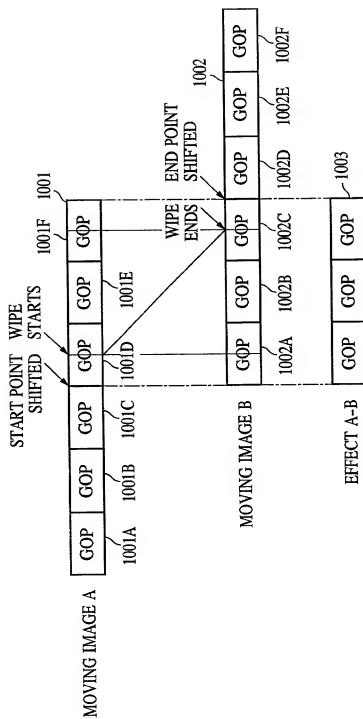 START POINT
SHIFTED
WIPE
STARTS
1001F
1001
MOVING IMAGE A
GOP GOP GOP GOP GOP GOP
1001A
1001B
1001C
1001D
1001E
WIPE
ENDS
END POINT
SHIFTED
1002
MOVING IMAGE B
GOP GOP GOP GOP GOP GOP
1002A
1002B
1002C
1002D
1002E
1002F
EFFECT A-B
GOP GOP GOP
1003